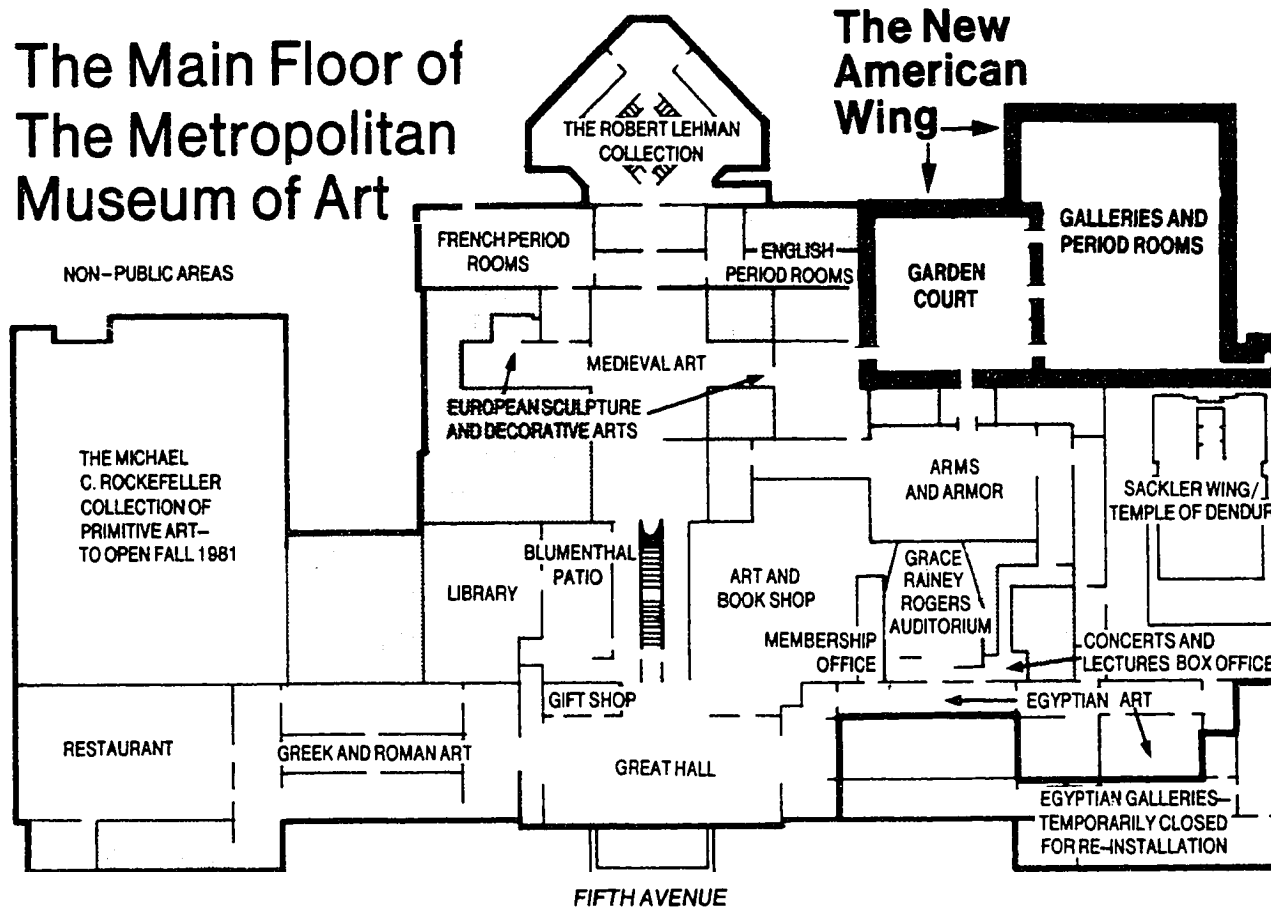 The Main Floor of
The Metropolitan
Museum of Art
The New
American
Wing
THE ROBERT LEHMAN
COLLECTION
FRENCH PERIOD
ROOMS
ENGLISH
PERIOD ROOMS
GARDEN
COURT
GALLERIES AND
PERIOD ROOMS
NON-PUBLIC AREAS
MEDIEVAL ART
EUROPEAN SCULPTURE
AND DECORATIVE ARTS
THE MICHAEL
C. ROCKEFELLER
COLLECTION OF
PRIMITIVE ART–
TO OPEN FALL 1981
ARMS
AND ARMOR
SACKLER WING/
TEMPLE OF DENDUR
BLUMENTHAL
PATIO
LIBRARY
ART AND
BOOK SHOP
GRACE
RAINEY
ROGERS
AUDITORIUM
MEMBERSHIP
OFFICE
CONCERTS AND
LECTURES BOX OFFICE
GIFT SHOP
EGYPTIAN ART
RESTAURANT
GREEK AND ROMAN ART
GREAT HALL
EGYPTIAN GALLERIES–
TEMPORARILY CLOSED
FOR RE-INSTALLATION
FIFTH AVENUE